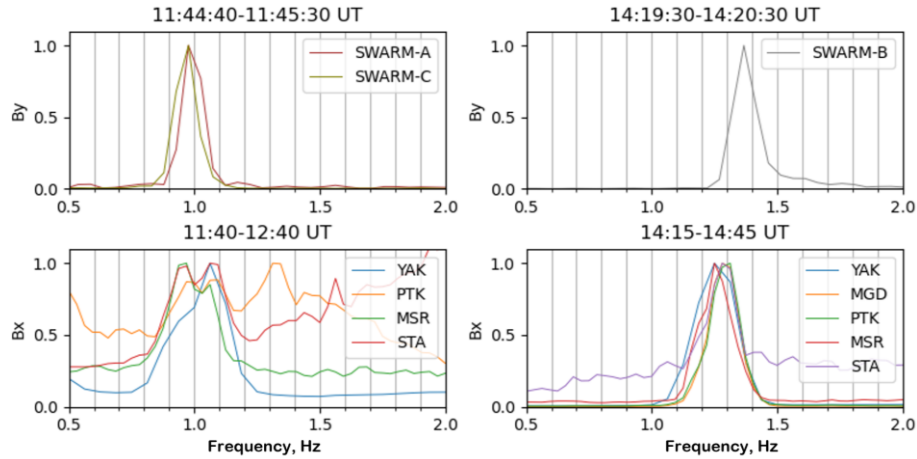 11:44:40-11:45:30 UT
By
1.0
0.5
0.0
SWARM-A
SWARM-C
0.5 1.0 1.5 2.0
14:19:30-14:20:30 UT
By
1.0
0.5
0.0
SWARM-B
0.5 1.0 1.5 2.0
11:40-12:40 UT
Bx
1.0
0.5
0.0
YAK
PTK
MSR
STA
0.5 1.0 1.5 2.0
Frequency, Hz
14:15-14:45 UT
Bx
1.0
0.5
0.0
YAK
MGD
PTK
MSR
STA
0.5 1.0 1.5 2.0
Frequency, Hz